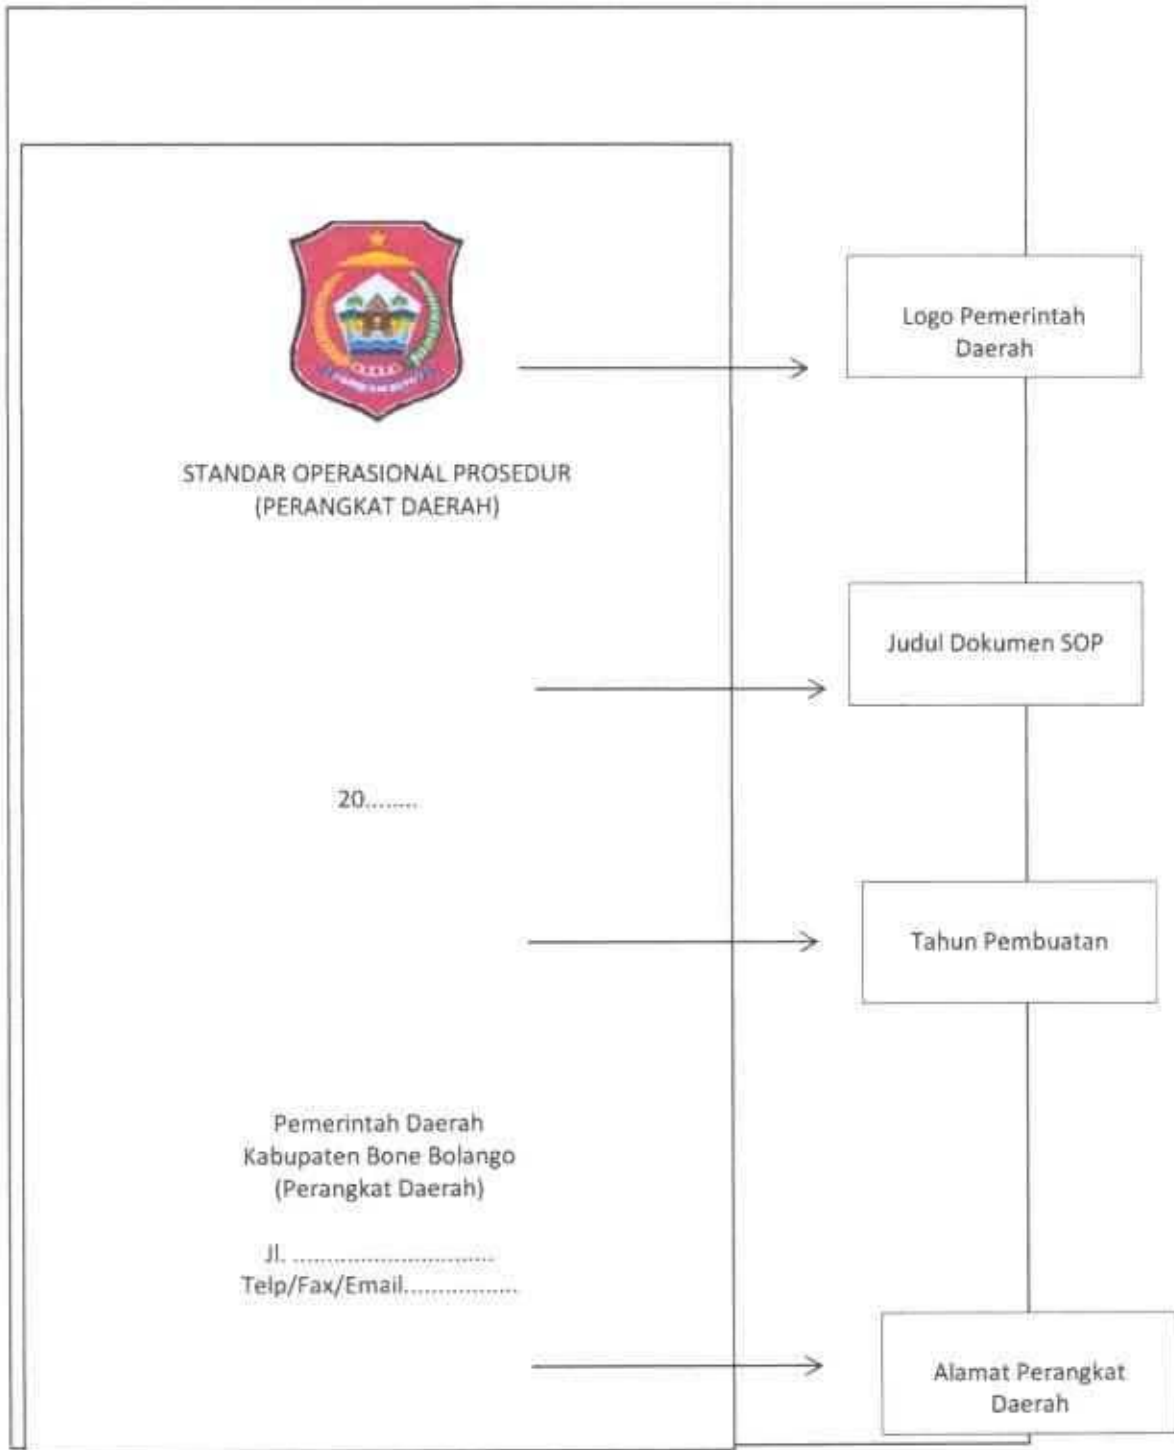 Logo Pemerintah
Daerah
STANDAR OPERASIONAL PROSEDUR
(PERANGKAT DAERAH)
Judul Dokumen SOP
20........
Tahun Pembuatan
Pemerintah Daerah
Kabupaten Bone Bolango
(Perangkat Daerah)
Jl. ..............................
Telp/Fax/Email.................
Alamat Perangkat
Daerah